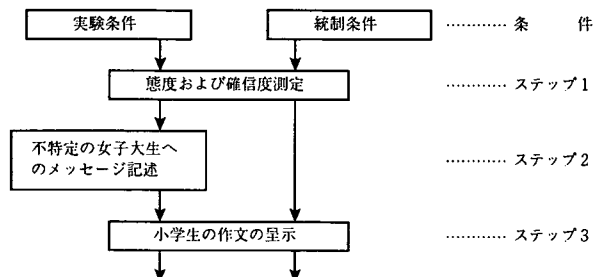 実験条件 統制条件 ………… 条 件
態度および確信度測定 ………… ステップ1
不特定の女子大生へ
のメッセージ記述 ………… ステップ2
小学生の作文の呈示 ………… ステップ3